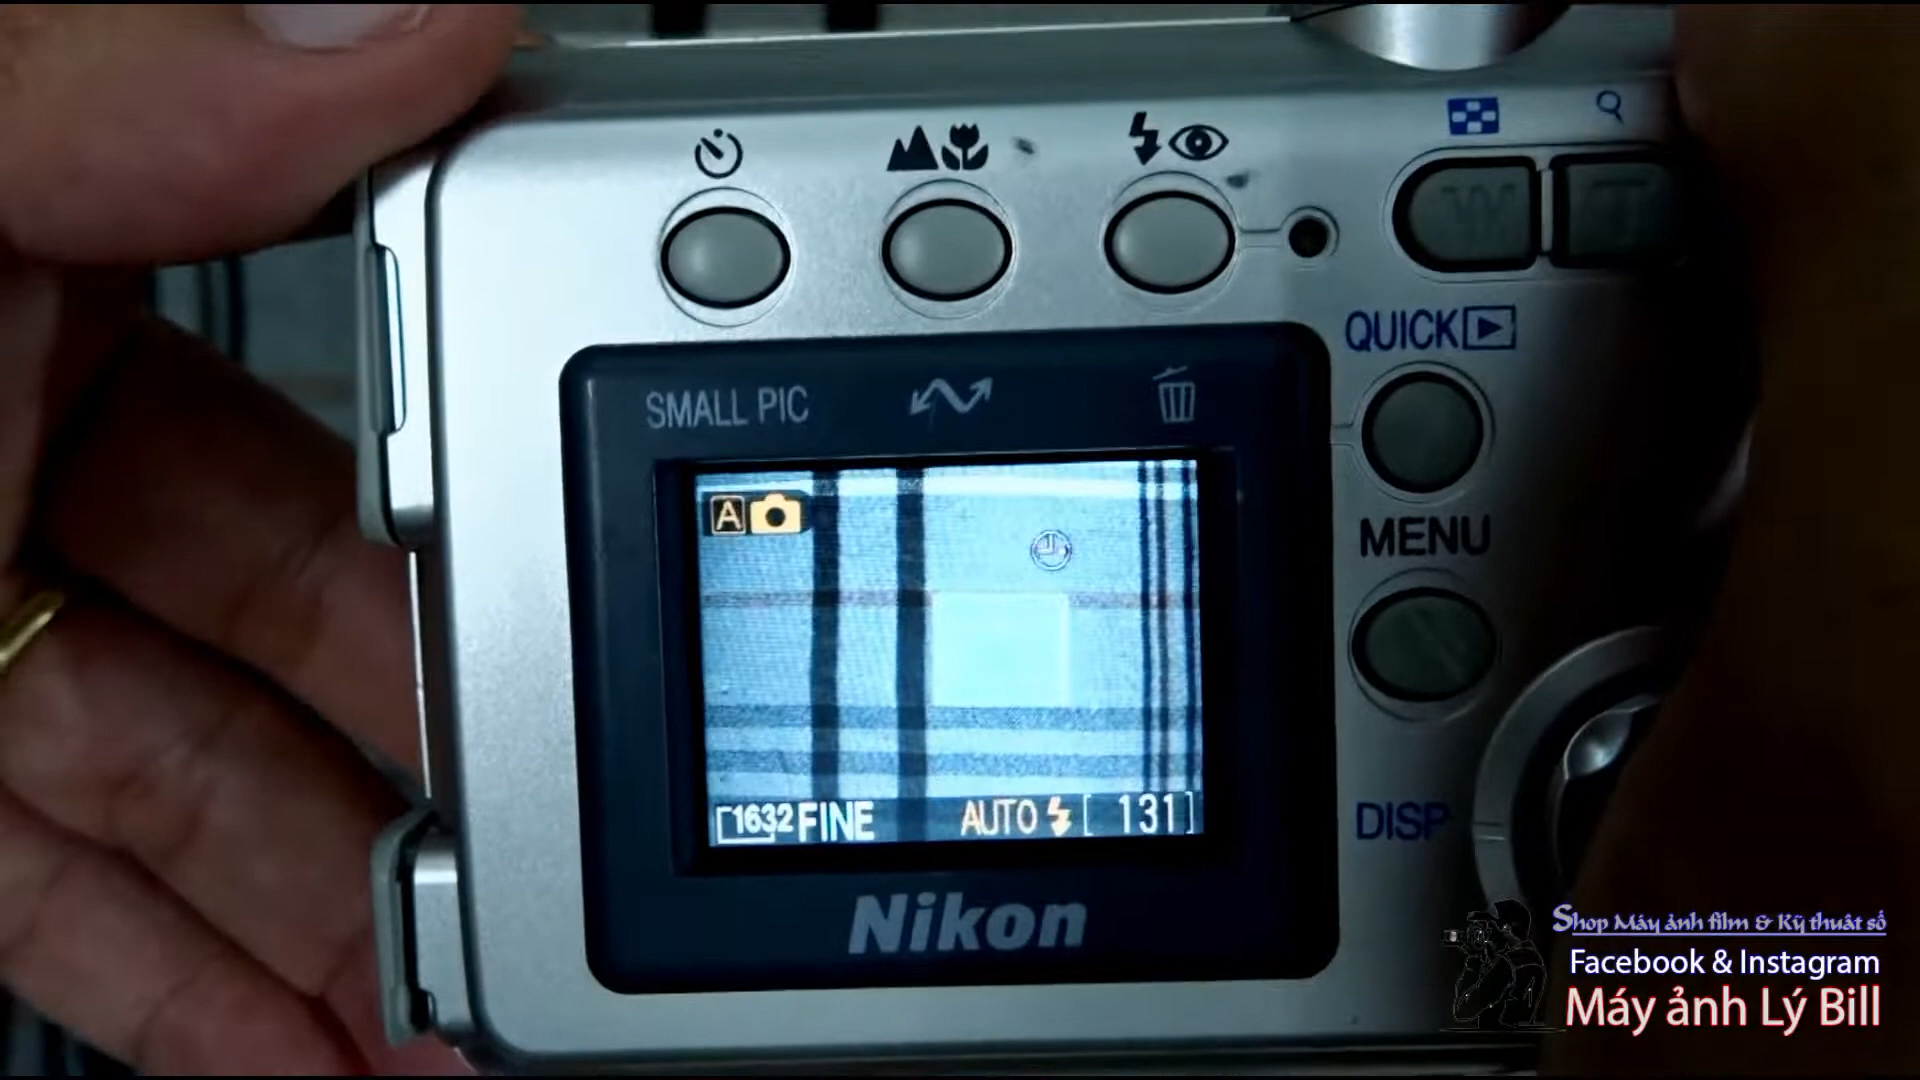 W T
QUICK
SMALL PIC
MENU
A
1632 FINE AUTO [ 131]
DISP
Nikon
Shop Máy ảnh film & Kỹ thuật số
Facebook & Instagram
Máy ảnh Lý Bill